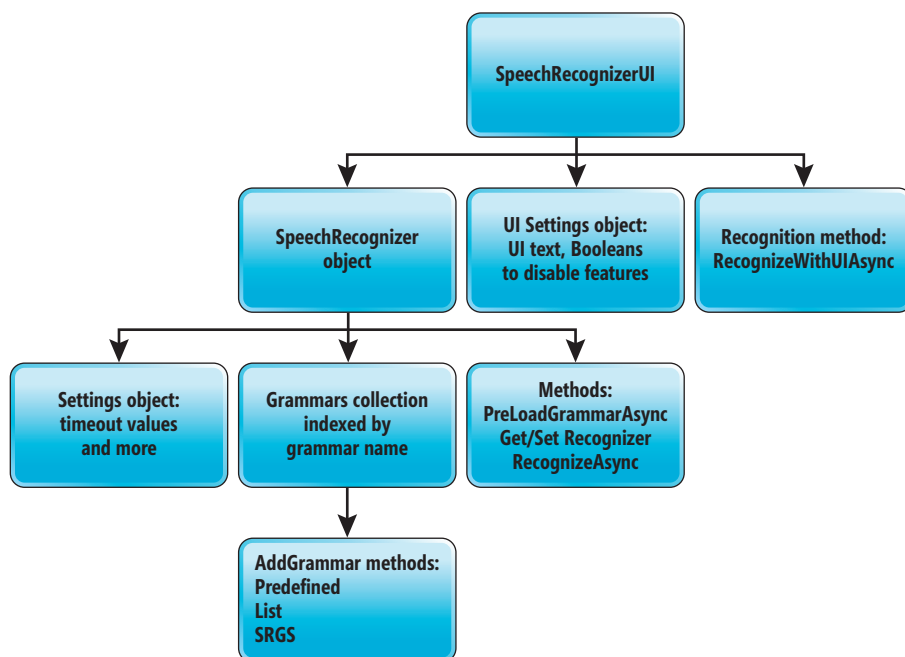 SpeechRecognizerUI
SpeechRecognizer
object
UI Settings object:
UI text, Booleans
to disable features
Recognition method:
RecognizeWithUIAsync
Settings object:
timeout values
and more
Grammars collection
indexed by
grammar name
Methods:
PreLoadGrammarAsync
Get/Set Recognizer
RecognizeAsync
AddGrammar methods:
Predefined
List
SRGS